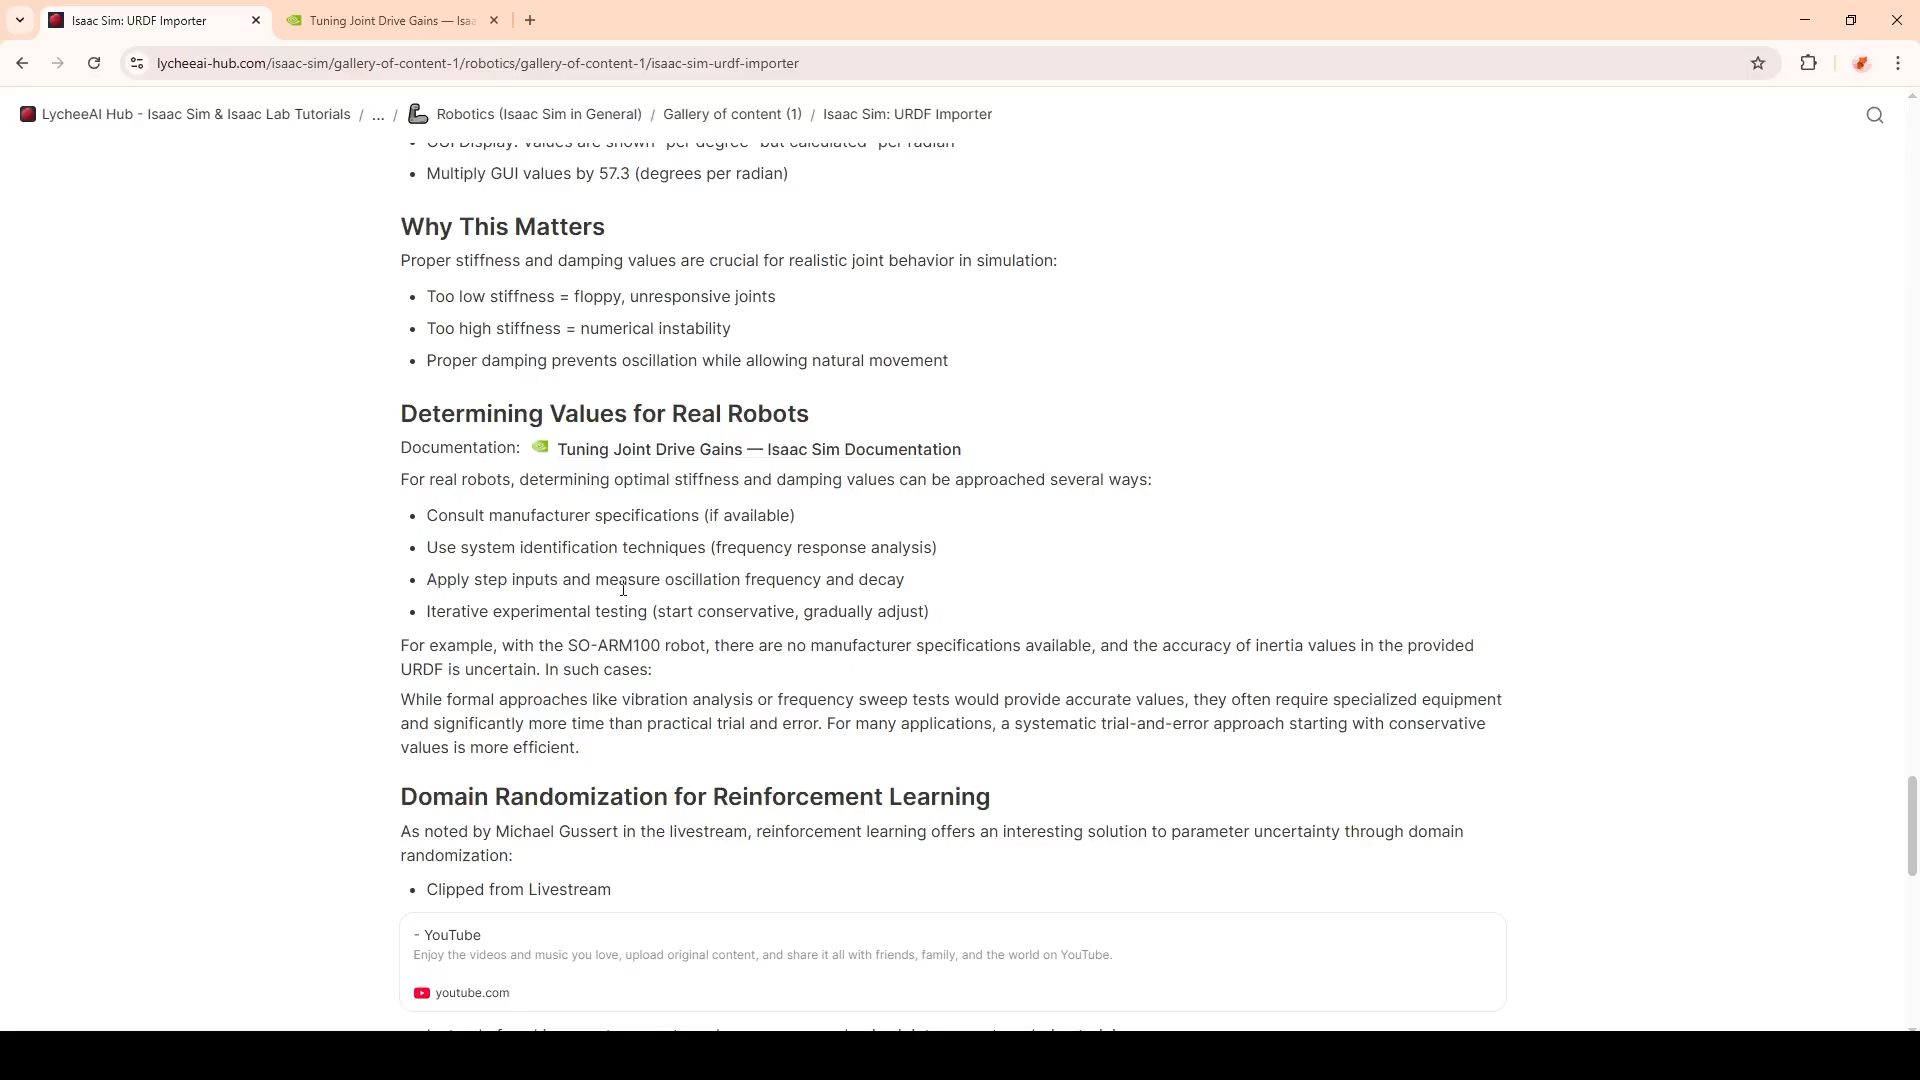 Isaac Sim: URDF Importer
Tuning Joint Drive Gains — Isaa
lycheeai-hub.com/isaac-sim/gallery-of-content-1/robotics/gallery-of-content-1/isaac-sim-urdf-importer
LycheeAI Hub - Isaac Sim & Isaac Lab Tutorials / ... / Robotics (Isaac Sim in General) / Gallery of content (1) / Isaac Sim: URDF Importer
• GUI Display: Values are shown "per degree" but calculated "per radian"
• Multiply GUI values by 57.3 (degrees per radian)
Why This Matters
Proper stiffness and damping values are crucial for realistic joint behavior in simulation:
• Too low stiffness = floppy, unresponsive joints
• Too high stiffness = numerical instability
• Proper damping prevents oscillation while allowing natural movement
Determining Values for Real Robots
Documentation: Tuning Joint Drive Gains — Isaac Sim Documentation
For real robots, determining optimal stiffness and damping values can be approached several ways:
• Consult manufacturer specifications (if available)
• Use system identification techniques (frequency response analysis)
• Apply step inputs and measure oscillation frequency and decay
• Iterative experimental testing (start conservative, gradually adjust)
For example, with the SO-ARM100 robot, there are no manufacturer specifications available, and the accuracy of inertia values in the provided
URDF is uncertain. In such cases:
While formal approaches like vibration analysis or frequency sweep tests would provide accurate values, they often require specialized equipment
and significantly more time than practical trial and error. For many applications, a systematic trial-and-error approach starting with conservative
values is more efficient.
Domain Randomization for Reinforcement Learning
As noted by Michael Gussert in the livestream, reinforcement learning offers an interesting solution to parameter uncertainty through domain
randomization:
• Clipped from Livestream
- YouTube
Enjoy the videos and music you love, upload original content, and share it all with friends, family, and the world on YouTube.
youtube.com